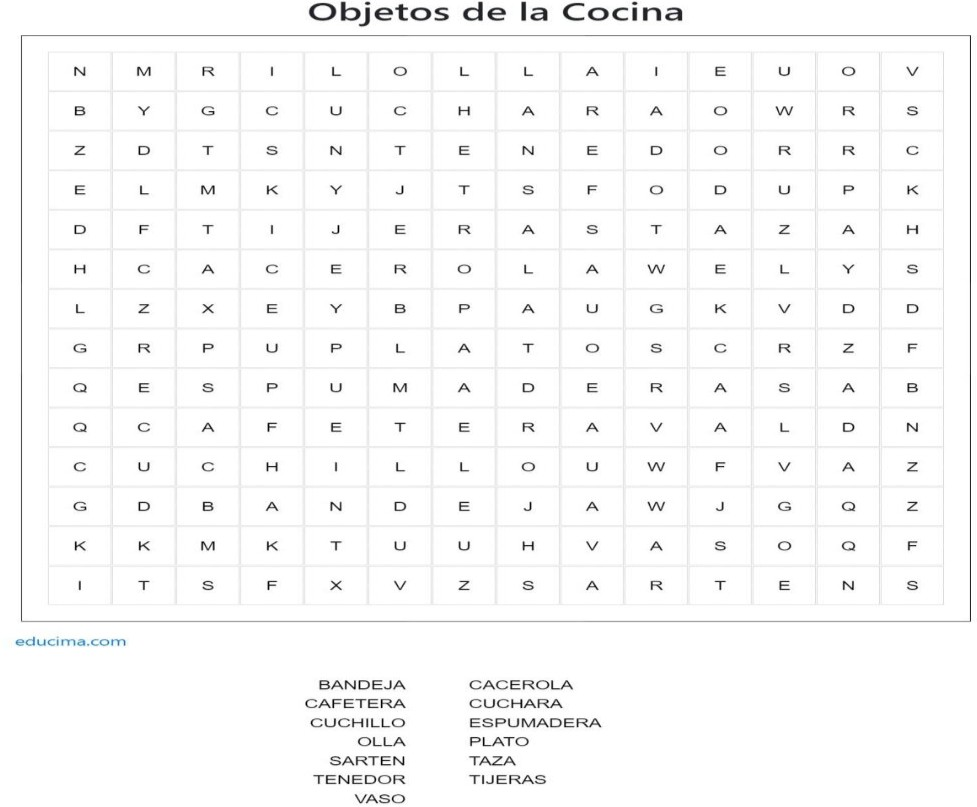 Objetos de la Cocina
N M R I L O L L A I E U O V
B Y G C U C H A R A O W R S
Z D T S N T E N E D O R R C
E L M K Y J T S F O D U P K
D F T I J E R A S T A Z A H
H C A C E R O L A W E L Y S
L Z X E Y B P A U G K V D D
G R P U P L A T O S C R Z F
Q E S P U M A D E R A S A B
Q C A F E T E R A V A L D N
C U C H I L L O U W F V A Z
G D B A N D E J A W J G Q Z
K K M K T U U H V A S O Q F
I T S F X V Z S A R T E N S
educima.com
BANDEJA CACEROLA
CAFETERA CUCHARA
CUCHILLO ESPUMADERA
OLLA PLATO
SARTEN TAZA
TENEDOR TIJERAS
VASO